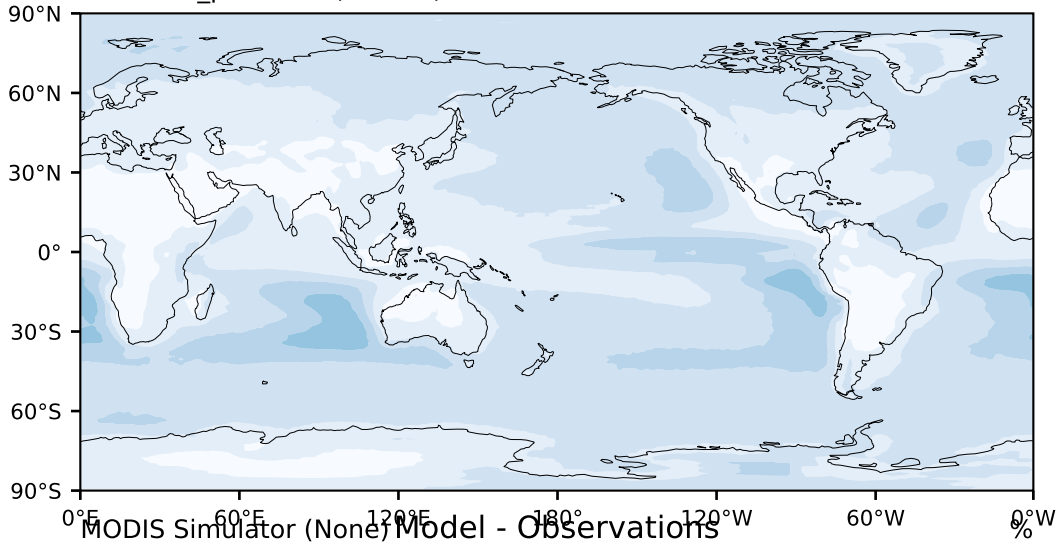 90°N
60°N
30°N
0°
30°S
60°S
90°S
0°E 60°E 120°E 180° 120°W 60°W 0°W
MODIS Simulator (None) Model - Observations %